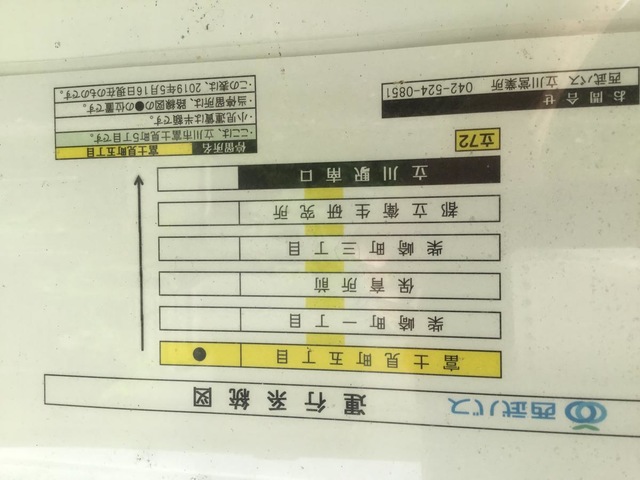 西武バス 運行系統図
富士見町五丁目 ●
柴崎町一丁目
保育所前
柴崎町三丁目
都立衛生研究所
立川駅南口
立72
停留所名 富士見町五丁目
・ここは、立川市富士見町5丁目です。
・小児運賃は半額です。
・当停留所は、路線図の●の位置です。
この表は、2019年5月16日現在のものです。
お問合せ
西武バス 立川営業所 042-524-0851